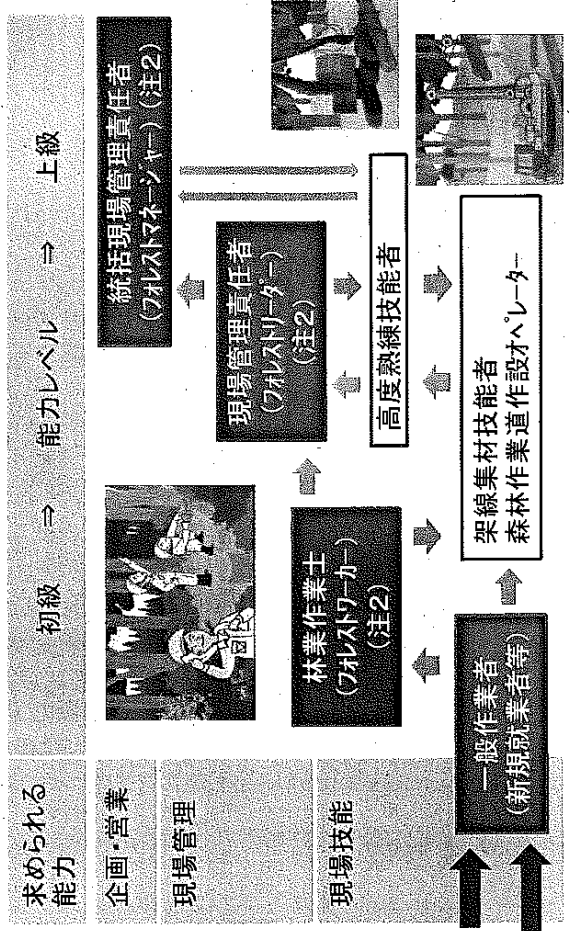 求められる
能力
初級 ⇒ 能力レベル ⇒ 上級
企画・営業
現場管理
現場技能
統括現場管理責任者
(フォレストマネージャー)(注2)
現場管理責任者
(フォレストリーダー)
(注2)
林業作業士
(フォレストワーカー)
(注2)
高度熟練技能者
一般作業者
(新規就業者等)
架線集材技能者
森林作業道作設オペレーター